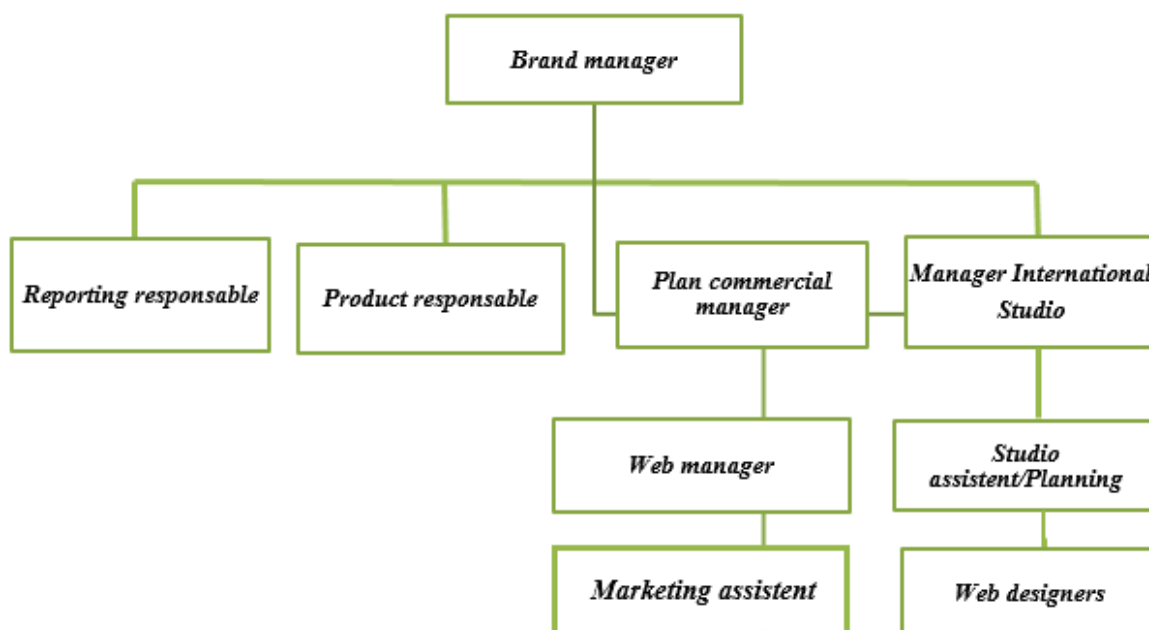 Brand manager
Reporting responsable
Product responsable
Plan commercial
manager
Manager International
Studio
Web manager
Studio
assistent/Planning
Marketing assistent
Web designers